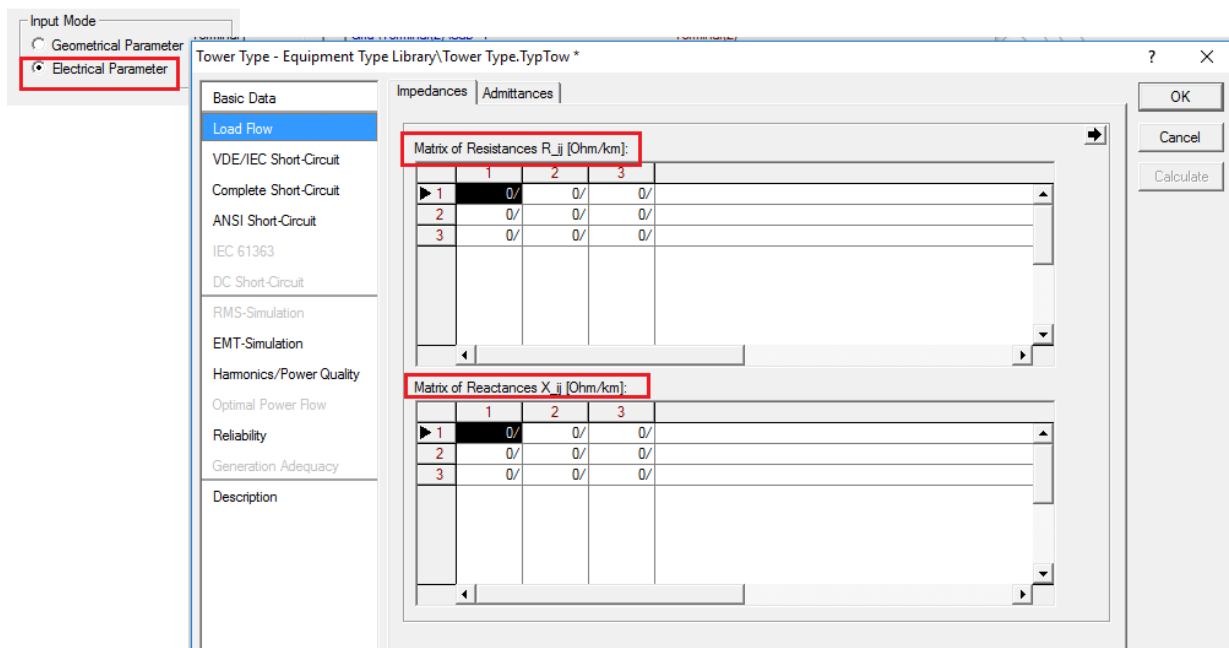 Input Mode
Geometrical Parameter
Electrical Parameter
Tower Type - Equipment Type Library\Tower Type.TypTow *
?
Basic Data
Load Flow
VDE/IEC Short-Circuit
Complete Short-Circuit
ANSI Short-Circuit
IEC 61363
DC Short-Circuit
RMS-Simulation
EMT-Simulation
Harmonics/Power Quality
Optimal Power Flow
Reliability
Generation Adequacy
Description
Impedances Admittances
Matrix of Resistances R_ij [Ohm/km]:
1 2 3
1 0/ 0/ 0/
2 0/ 0/ 0/
3 0/ 0/ 0/
Matrix of Reactances X_ij [Ohm/km]:
1 2 3
1 0/ 0/ 0/
2 0/ 0/ 0/
3 0/ 0/ 0/
OK
Cancel
Calculate